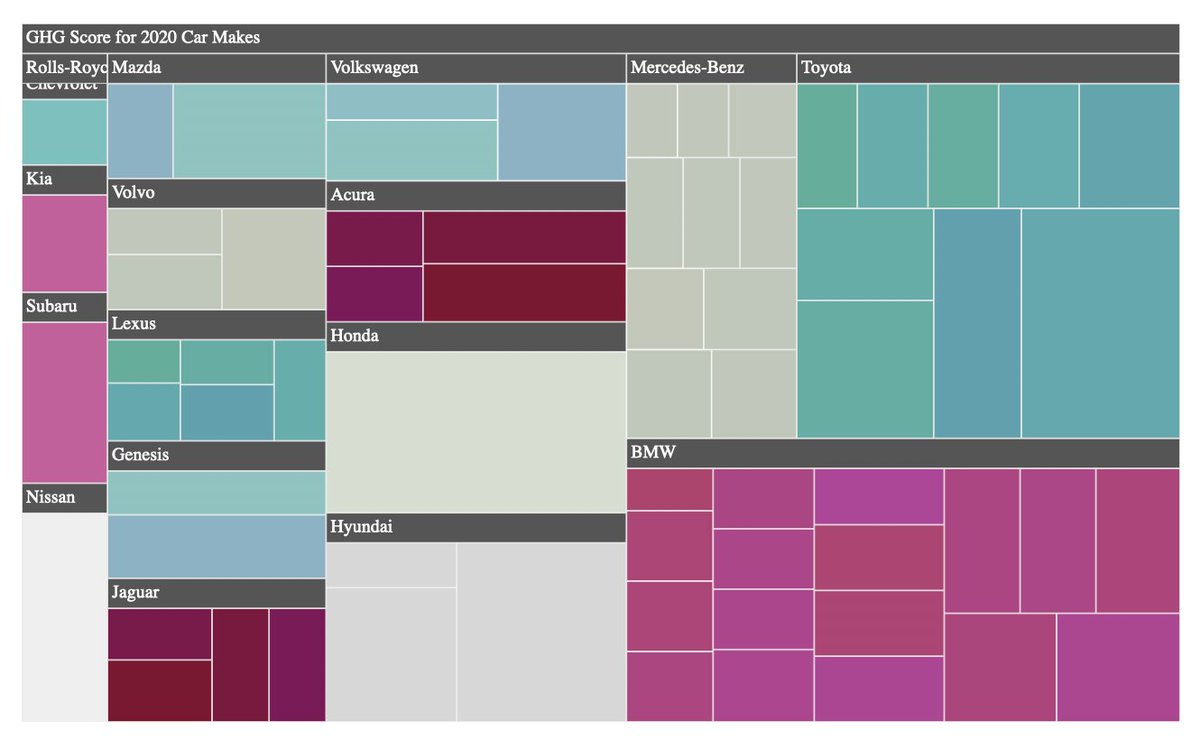 GHG Score for 2020 Car Makes
Rolls-Royc
Mazda
Volkswagen
Mercedes-Benz
Toyota
Chevrolet
Kia
Volvo
Acura
Subaru
Lexus
Honda
Genesis
BMW
Nissan
Hyundai
Jaguar